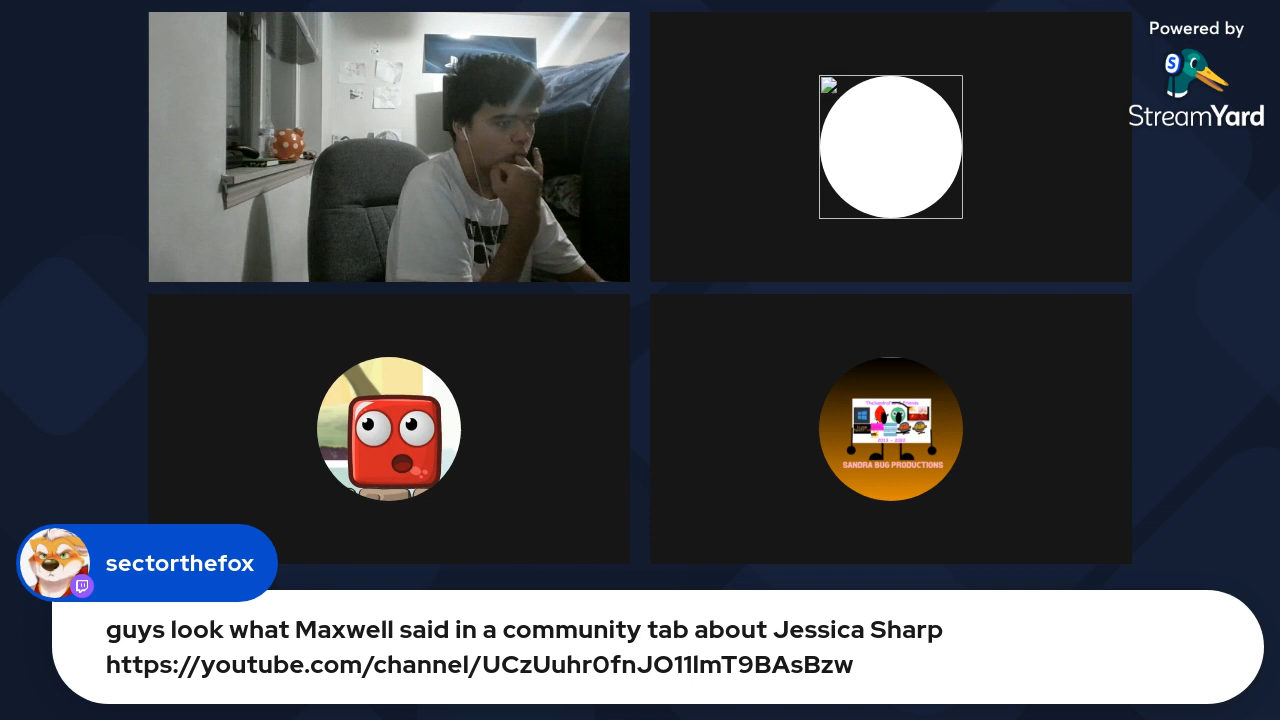 Powered by
StreamYard
SANDRA BUG PRODUCTIONS
sectorthefox
guys look what Maxwell said in a community tab about Jessica Sharp
https://youtube.com/channel/UCzUuhr0fnJO11lmT9BAsBzw